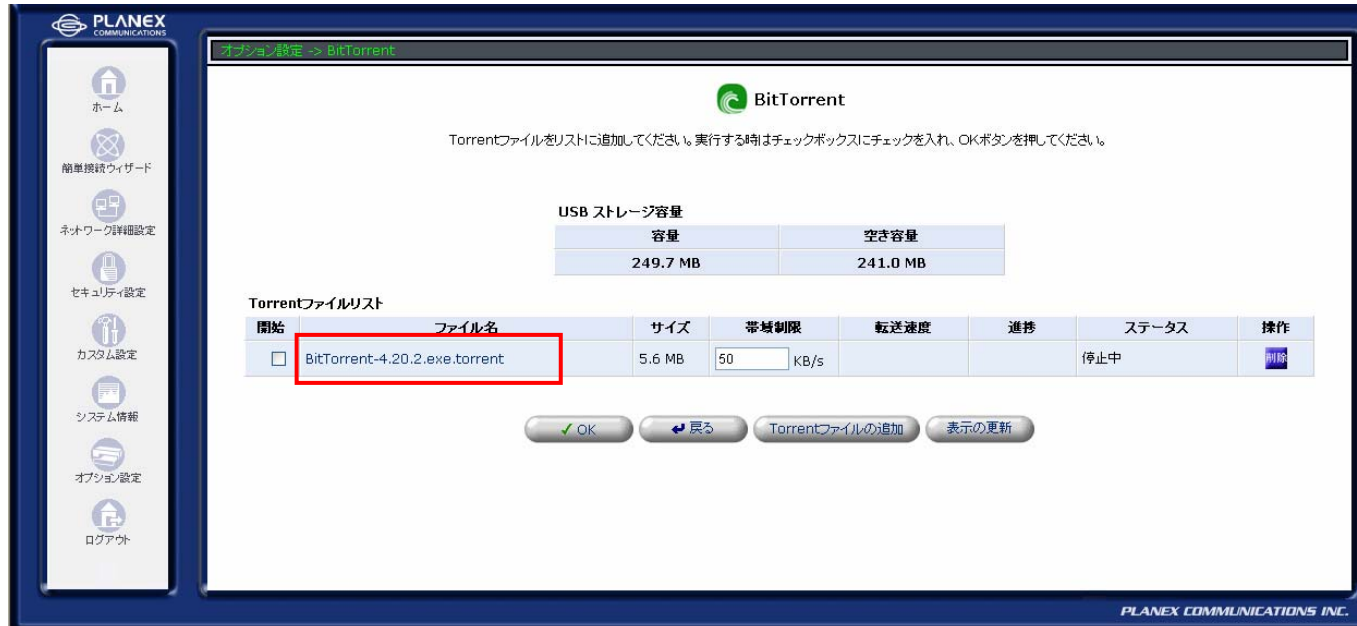 PLANEX
COMMUNICATIONS
オプション設定 -> BitTorrent
ホーム
簡単接続ウィザード
ネットワーク詳細設定
セキュリティ設定
カスタム設定
システム情報
オプション設定
ログアウト
BitTorrent
Torrentファイルをリストに追加してください。実行する時はチェックボックスにチェックを入れ、OKボタンを押してください。
USB ストレージ容量
容量 空き容量
249.7 MB 241.0 MB
Torrentファイルリスト
開始 ファイル名 サイズ 帯域制限 転送速度 進捗 ステータス 操作
BitTorrent-4.20.2.exe.torrent 5.6 MB 50 KB/s 停止中 削除
OK 戻る Torrentファイルの追加 表示の更新
PLANEX COMMUNICATIONS INC.